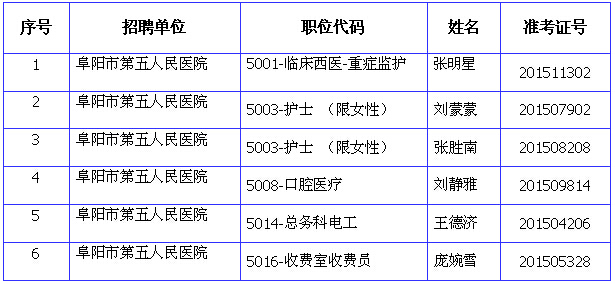 序号 招聘单位 职位代码 姓名 准考证号
1 阜阳市第五人民医院 5001-临床西医-重症监护 张明星 201511302
2 阜阳市第五人民医院 5003-护士 （限女性） 刘蒙蒙 201507902
3 阜阳市第五人民医院 5003-护士 （限女性） 张胜南 201508208
4 阜阳市第五人民医院 5008-口腔医疗 刘静雅 201509814
5 阜阳市第五人民医院 5014-总务科电工 王德济 201504206
6 阜阳市第五人民医院 5016-收费室收费员 庞婉雪 201505328